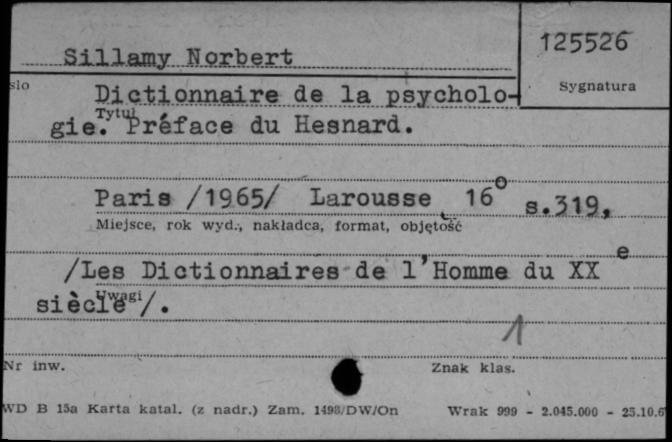 Sillamy Norbert
125526
Sygnatura
sło
Dictionnaire de la psycholo-
Tytuł
gie. Préface du Hesnard.
Paris /1965/ Larousse 16° s.319,
Miejsce, rok wyd., nakładca, format, objętość
/Les Dictionnaires de l'Homme du XX e
siècle/.
Uwagi
1
Nr inw.
Znak klas.
WD B 15a Karta katal. (z nadr.) Zam. 1498/DW/On Wrak 999 - 2.045.000 - 25.10.6